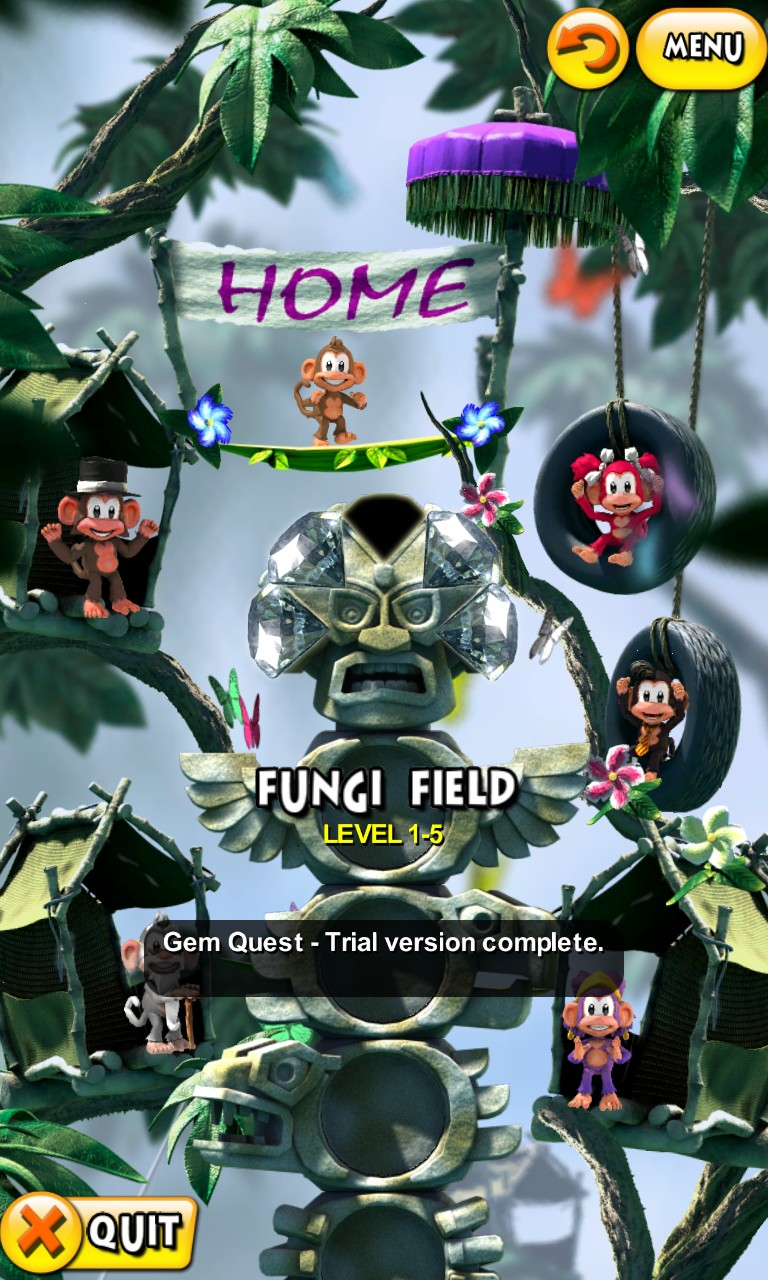 MENU
HOME
FUNGI FIELD
LEVEL 1-5
Gem Quest - Trial version complete.
QUIT